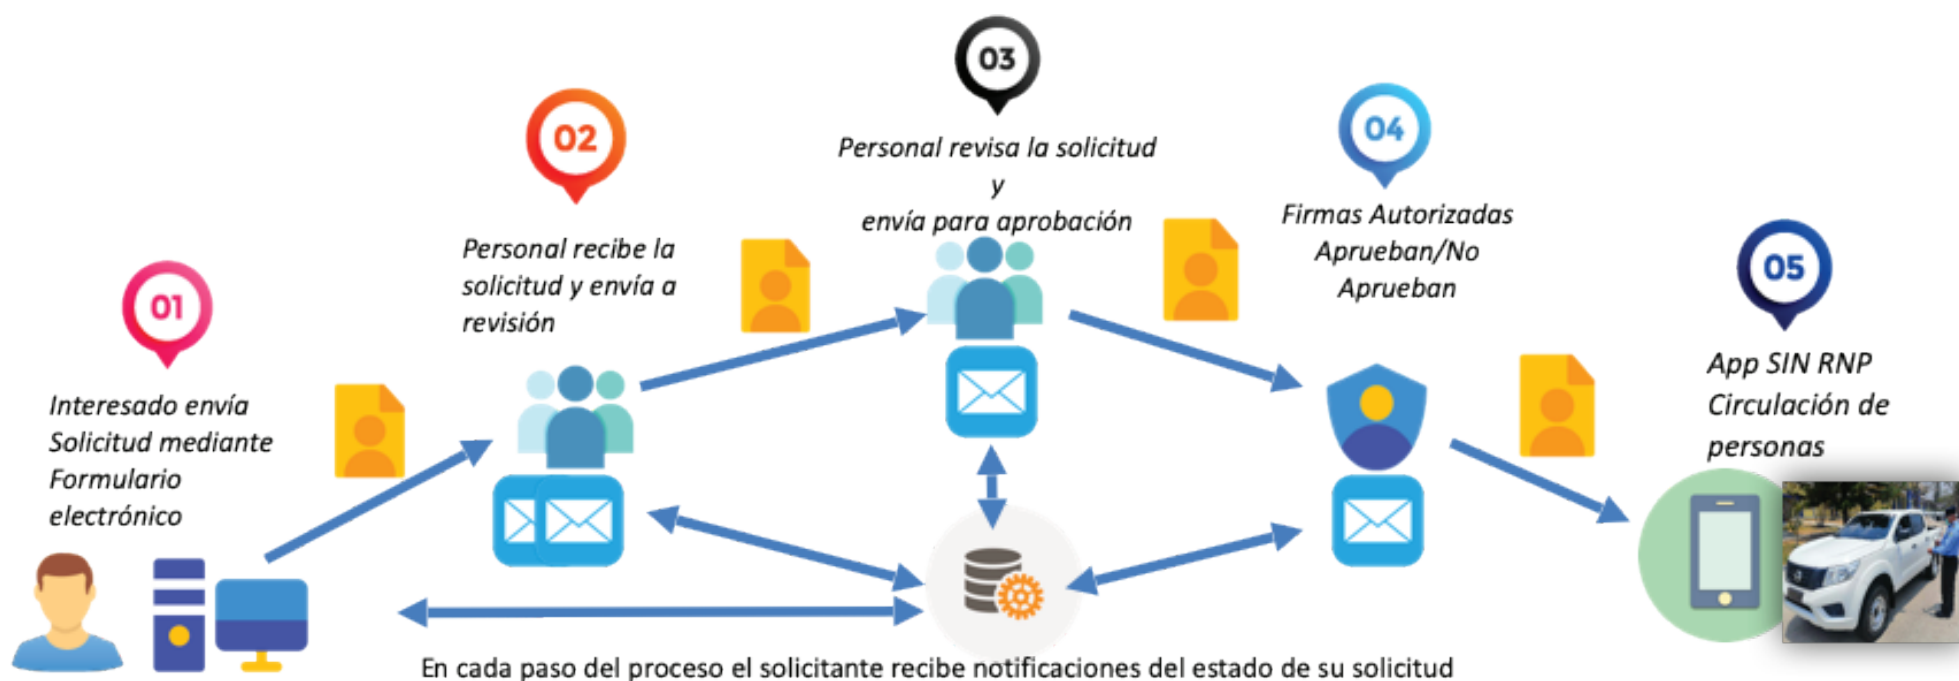 01
Interesado envía
Solicitud mediante
Formulario
electrónico
02
Personal recibe la
solicitud y envía a
revisión
03
Personal revisa la solicitud
y
envía para aprobación
04
Firmas Autorizadas
Aprueban/No
Aprueban
05
App SIN RNP
Circulación de
personas
En cada paso del proceso el solicitante recibe notificaciones del estado de su solicitud